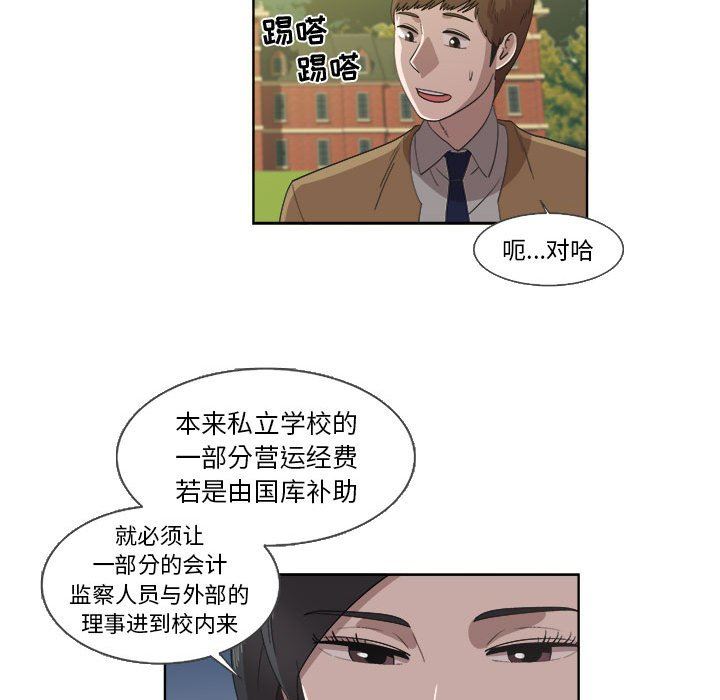 踢嗒
踢嗒
呃...对哈
本来私立学校的
一部分营运经费
若是由国库补助
就必须让
一部分的会计
监察人员与外部的
理事进到校内来